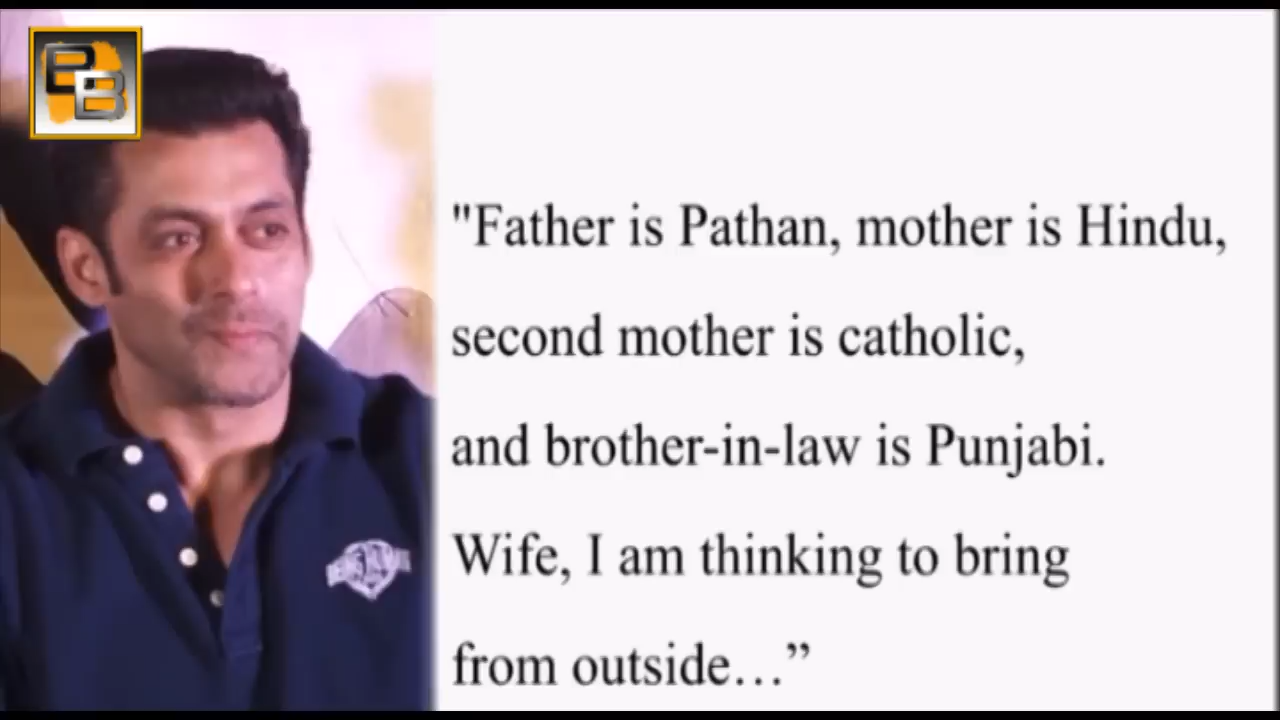 BB
"Father is Pathan, mother is Hindu,
second mother is catholic,
and brother-in-law is Punjabi.
Wife, I am thinking to bring
from outside…”